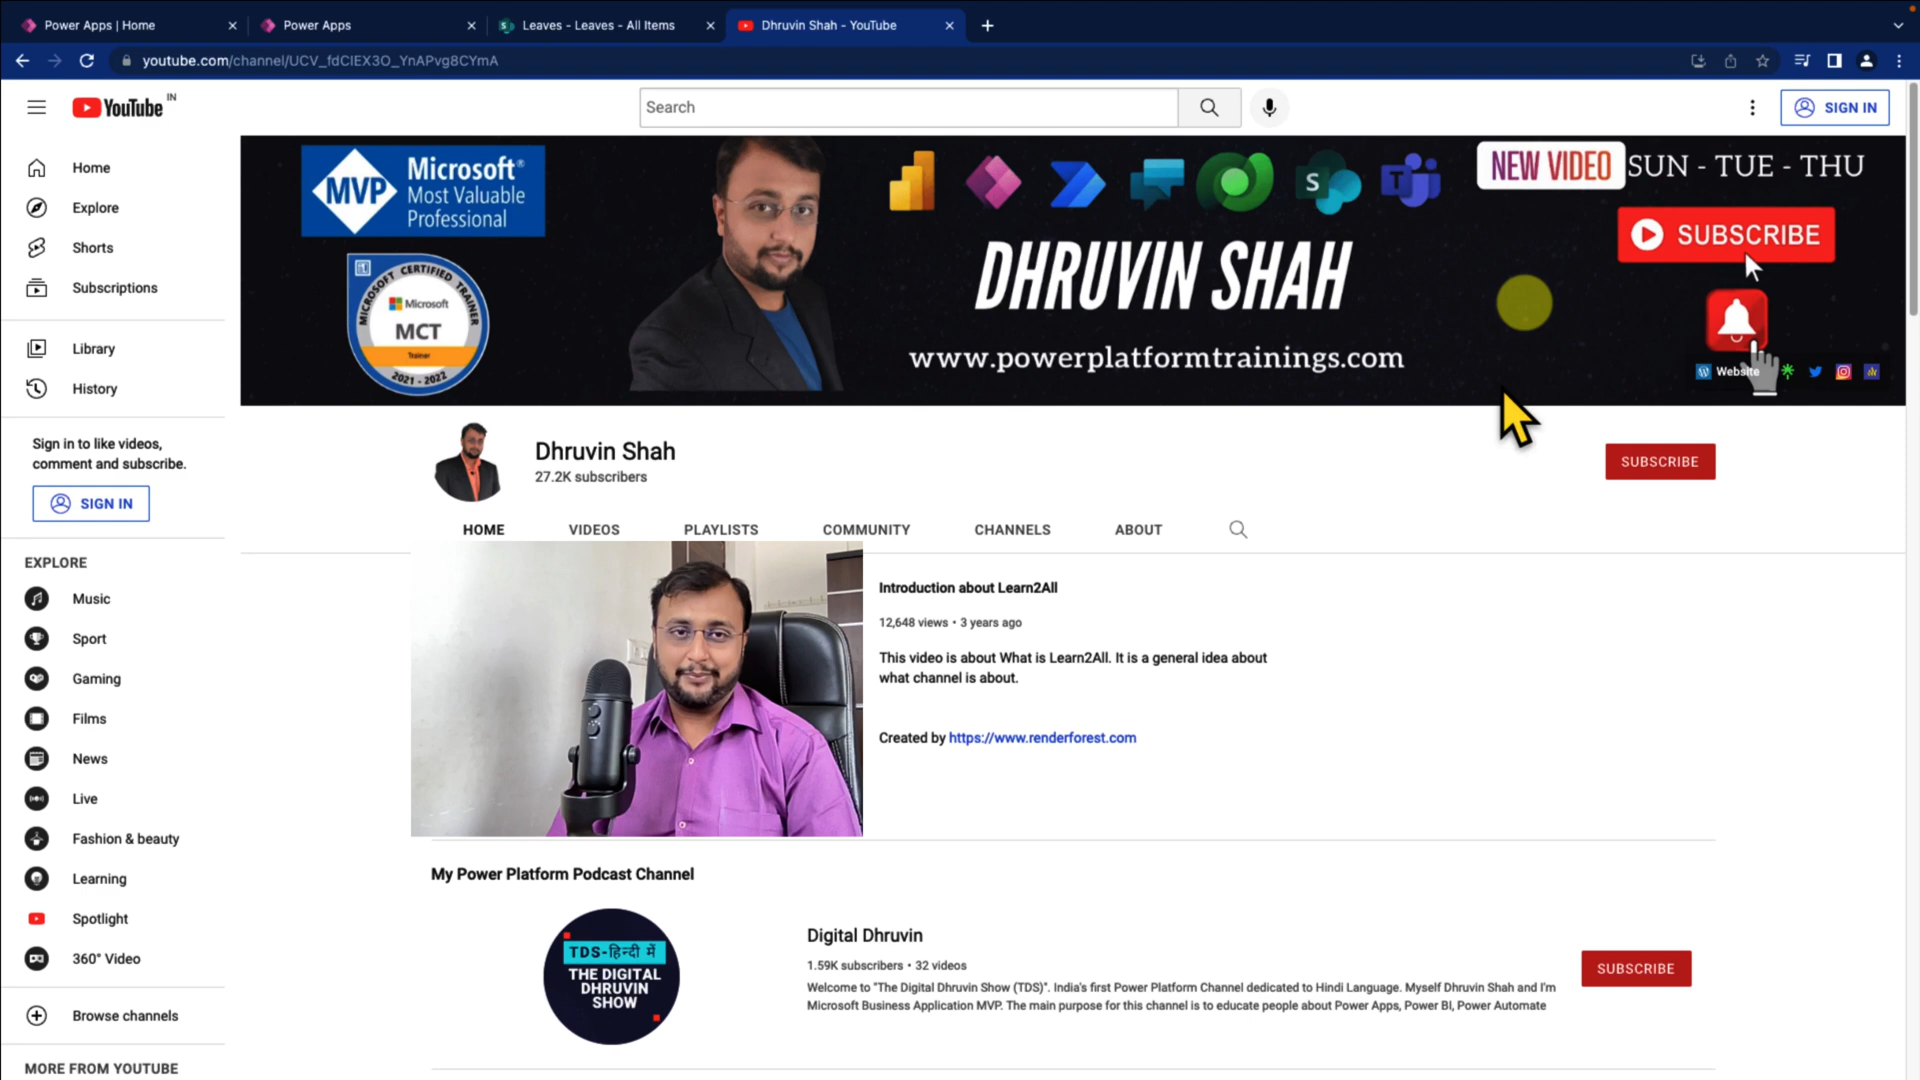 Power Apps | Home
Power Apps
Leaves - Leaves - All Items
Dhruvin Shah - YouTube
youtube.com/channel/UCV_fdCIEX3O_YnAPvg8CYmA
YouTube IN
Search
SIGN IN
Home
Explore
Shorts
Subscriptions
Library
History
Sign in to like videos,
comment and subscribe.
SIGN IN
EXPLORE
Music
Sport
Gaming
Films
News
Live
Fashion & beauty
Learning
Spotlight
360° Video
Browse channels
MORE FROM YOUTUBE
MVP
Microsoft®
Most Valuable
Professional
MICROSOFT CERTIFIED TRAINER
Microsoft
MCT
Trainer
2021 - 2022
S
T
DHRUVIN SHAH
www.powerplatformtrainings.com
NEW VIDEO SUN - TUE - THU
SUBSCRIBE
Website
Dhruvin Shah
27.2K subscribers
SUBSCRIBE
HOME
VIDEOS
PLAYLISTS
COMMUNITY
CHANNELS
ABOUT
Introduction about Learn2All
12,648 views • 3 years ago
This video is about What is Learn2All. It is a general idea about
what channel is about.
Created by https://www.renderforest.com
My Power Platform Podcast Channel
TDS-हिन्दी में
THE DIGITAL
DHRUVIN
SHOW
Digital Dhruvin
1.59K subscribers • 32 videos
Welcome to "The Digital Dhruvin Show (TDS)". India's first Power Platform Channel dedicated to Hindi Language. Myself Dhruvin Shah and I'm
Microsoft Business Application MVP. The main purpose for this channel is to educate people about Power Apps, Power BI, Power Automate
SUBSCRIBE